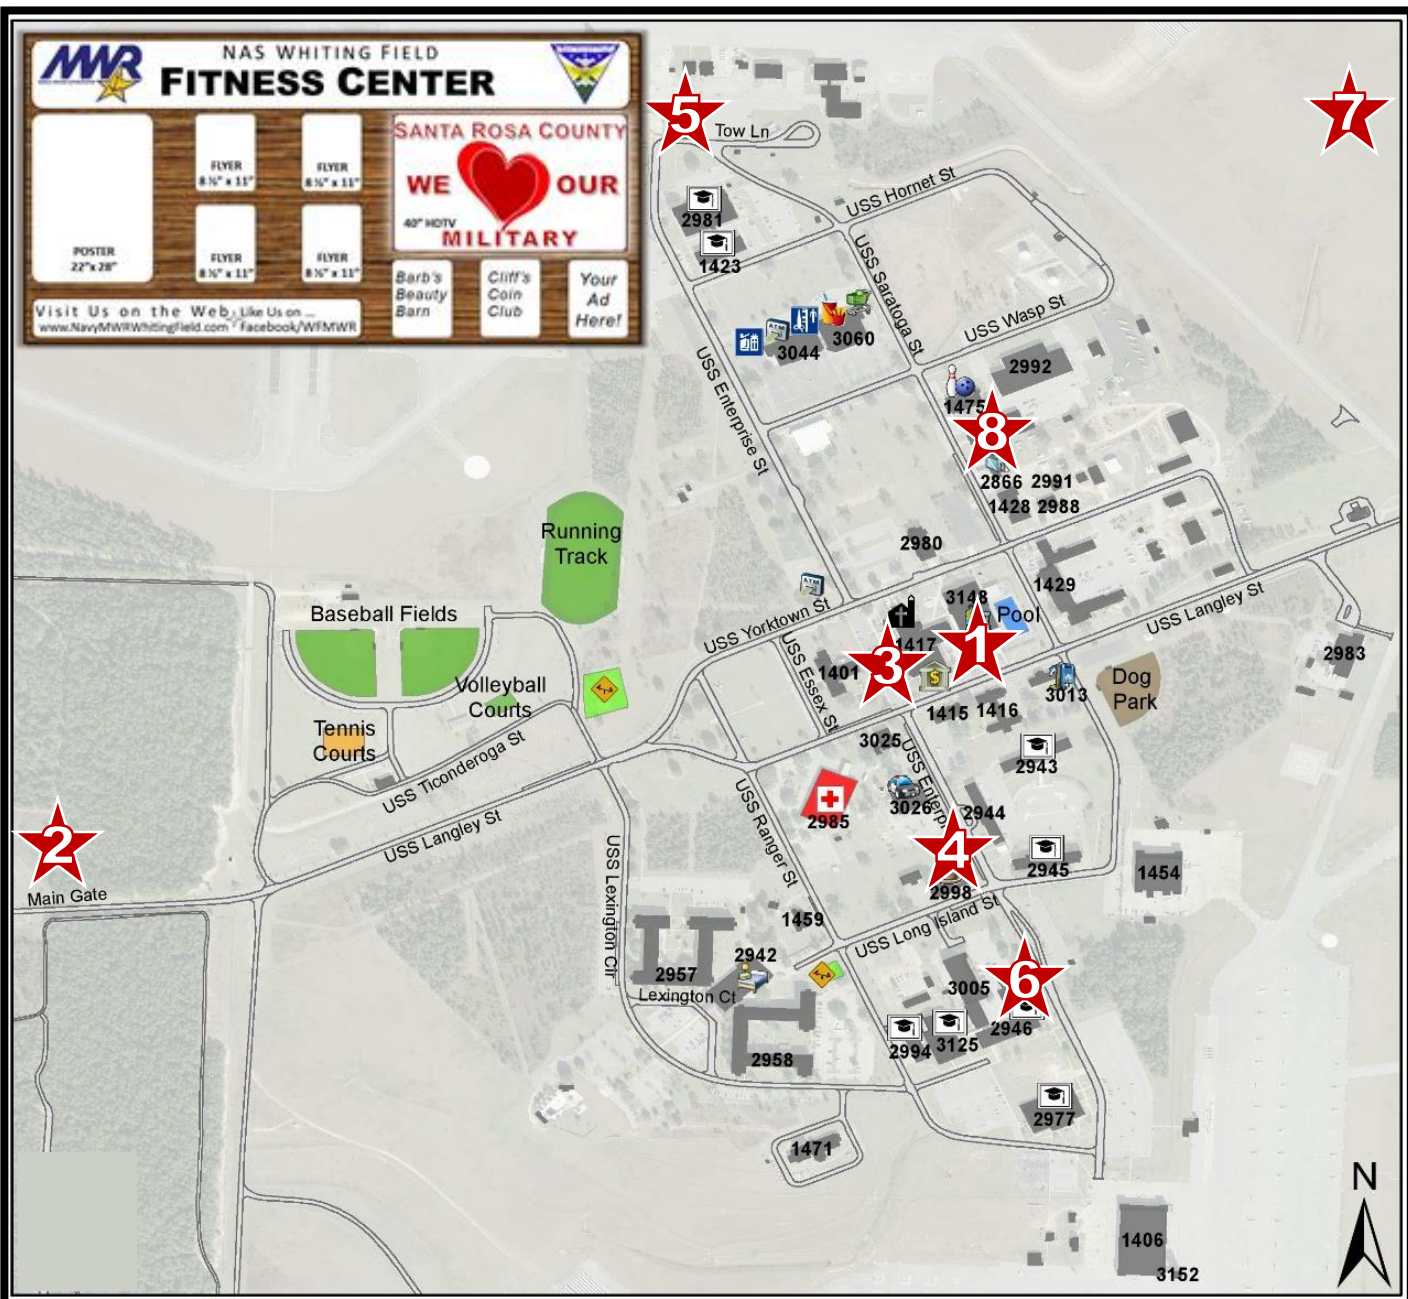 MWR
NAS WHITING FIELD
FITNESS CENTER
POSTER
22"x 28"
FLYER
8 ½" x 11"
FLYER
8 ½" x 11"
FLYER
8 ½" x 11"
FLYER
8 ½" x 11"
SANTA ROSA COUNTY
WE OUR
40" HDTV
MILITARY
Barb's
Beauty
Barn
Cliff's
Coin
Club
Your
Ad
Here!
Visit Us on the Web
www.NavyMWRWhitingField.com
Like Us on ...
Facebook/WFMWR
5
7
Tow Ln
2981
1423
USS Hornet St
USS Saratoga St
USS Wasp St
ATM
3044
3060
USS Enterprise St
2992
1475
8
2866
2991
1428
2988
Running
Track
2980
1429
ATM
Baseball Fields
USS Yorktown St
3148
Pool
USS Langley St
1417
1
3
1401
USS Essex St
2983
Volleyball
Courts
Tennis
Courts
1415
1416
3013
Dog
Park
3025
2943
USS Ticonderoga St
USS Langley St
2985
3026
USS Enterpr
2944
2
Main Gate
USS Ranger St
4
2998
2945
1454
USS Lexington Cir
1459
USS Long Island St
2957
2942
Lexington Ct
3005
6
2946
2994
3125
2958
2977
1471
N
1406
3152